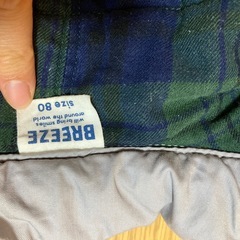 BREEZE
will bring smiles
around the world
size 80